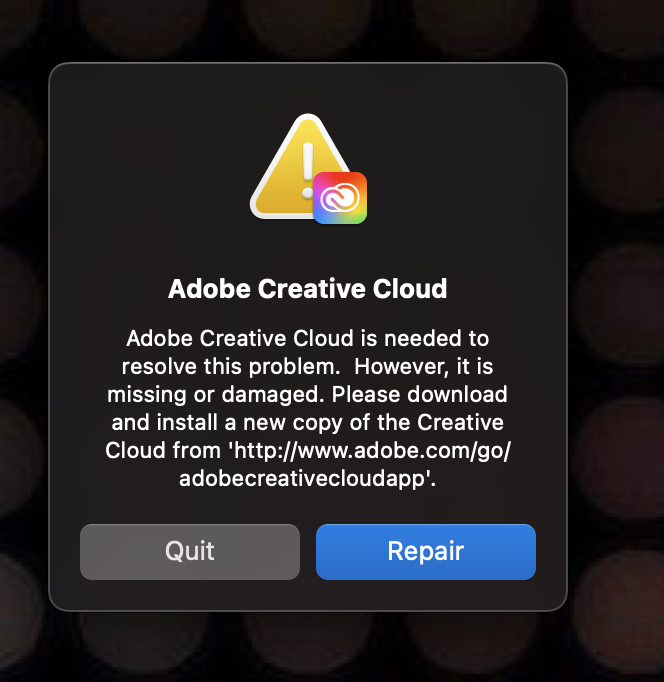 Adobe Creative Cloud
Adobe Creative Cloud is needed to
resolve this problem.  However, it is
missing or damaged. Please download
and install a new copy of the Creative
Cloud from 'http://www.adobe.com/go/
adobecreativecloudapp'.
Quit
Repair